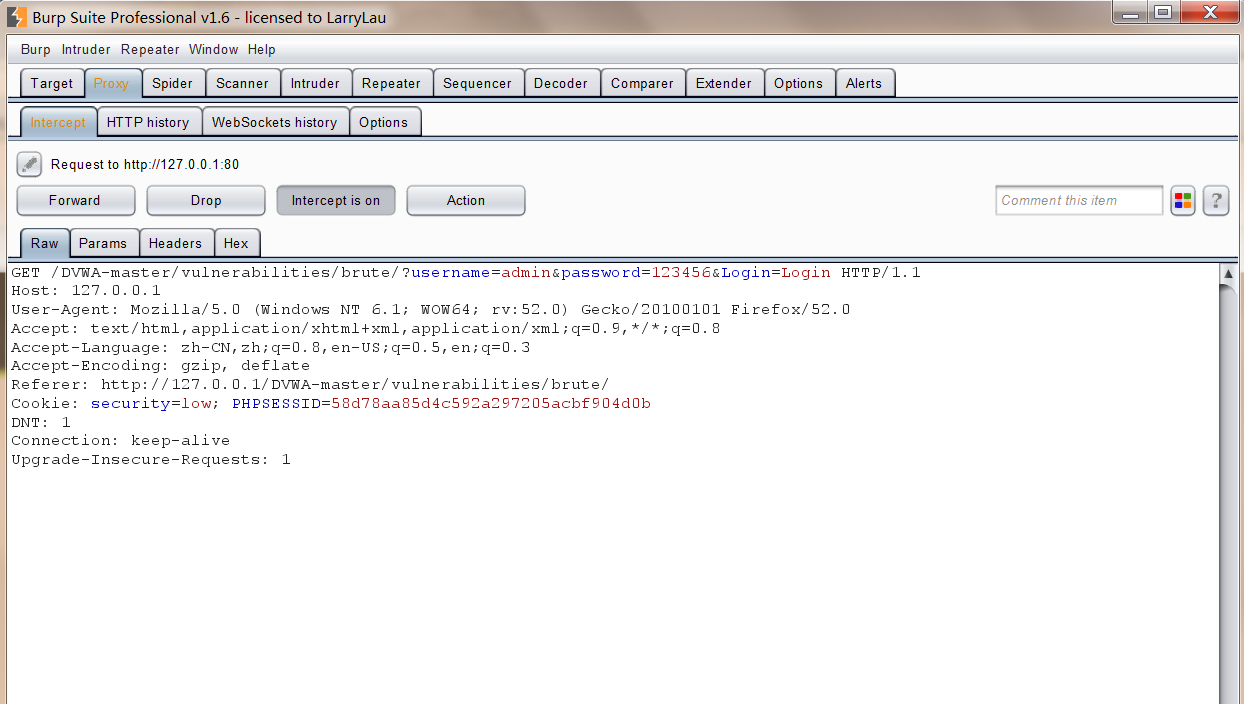 Burp Suite Professional v1.6 - licensed to LarryLau
Burp Intruder Repeater Window Help
Target Proxy Spider Scanner Intruder Repeater Sequencer Decoder Comparer Extender Options Alerts
Intercept HTTP history WebSockets history Options
Request to http://127.0.0.1:80
Forward Drop Intercept is on Action Comment this item ?
Raw Params Headers Hex
GET /DVWA-master/vulnerabilities/brute/?username=admin&password=123456&Login=Login HTTP/1.1
Host: 127.0.0.1
User-Agent: Mozilla/5.0 (Windows NT 6.1; WOW64; rv:52.0) Gecko/20100101 Firefox/52.0
Accept: text/html,application/xhtml+xml,application/xml;q=0.9,*/*;q=0.8
Accept-Language: zh-CN,zh;q=0.8,en-US;q=0.5,en;q=0.3
Accept-Encoding: gzip, deflate
Referer: http://127.0.0.1/DVWA-master/vulnerabilities/brute/
Cookie: security=low; PHPSESSID=58d78aa85d4c592a297205acbf904d0b
DNT: 1
Connection: keep-alive
Upgrade-Insecure-Requests: 1